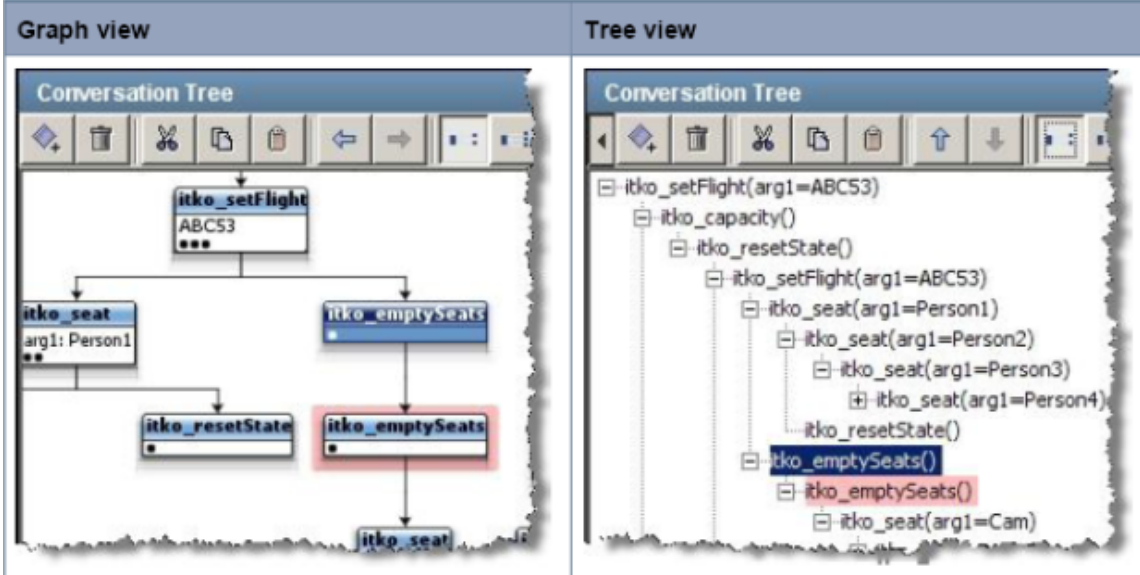 Graph view
Tree view
Conversation Tree
itko_setFlight
ABC53
itko_seat
arg1: Person1
itko_emptySeats
itko_resetState
itko_emptySeats
itko_seat
Conversation Tree
itko_setFlight(arg1=ABC53)
itko_capacity()
itko_resetState()
itko_setFlight(arg1=ABC53)
itko_seat(arg1=Person1)
itko_seat(arg1=Person2)
itko_seat(arg1=Person3)
itko_seat(arg1=Person4)
itko_resetState()
itko_emptySeats()
itko_emptySeats()
itko_seat(arg1=Cam)